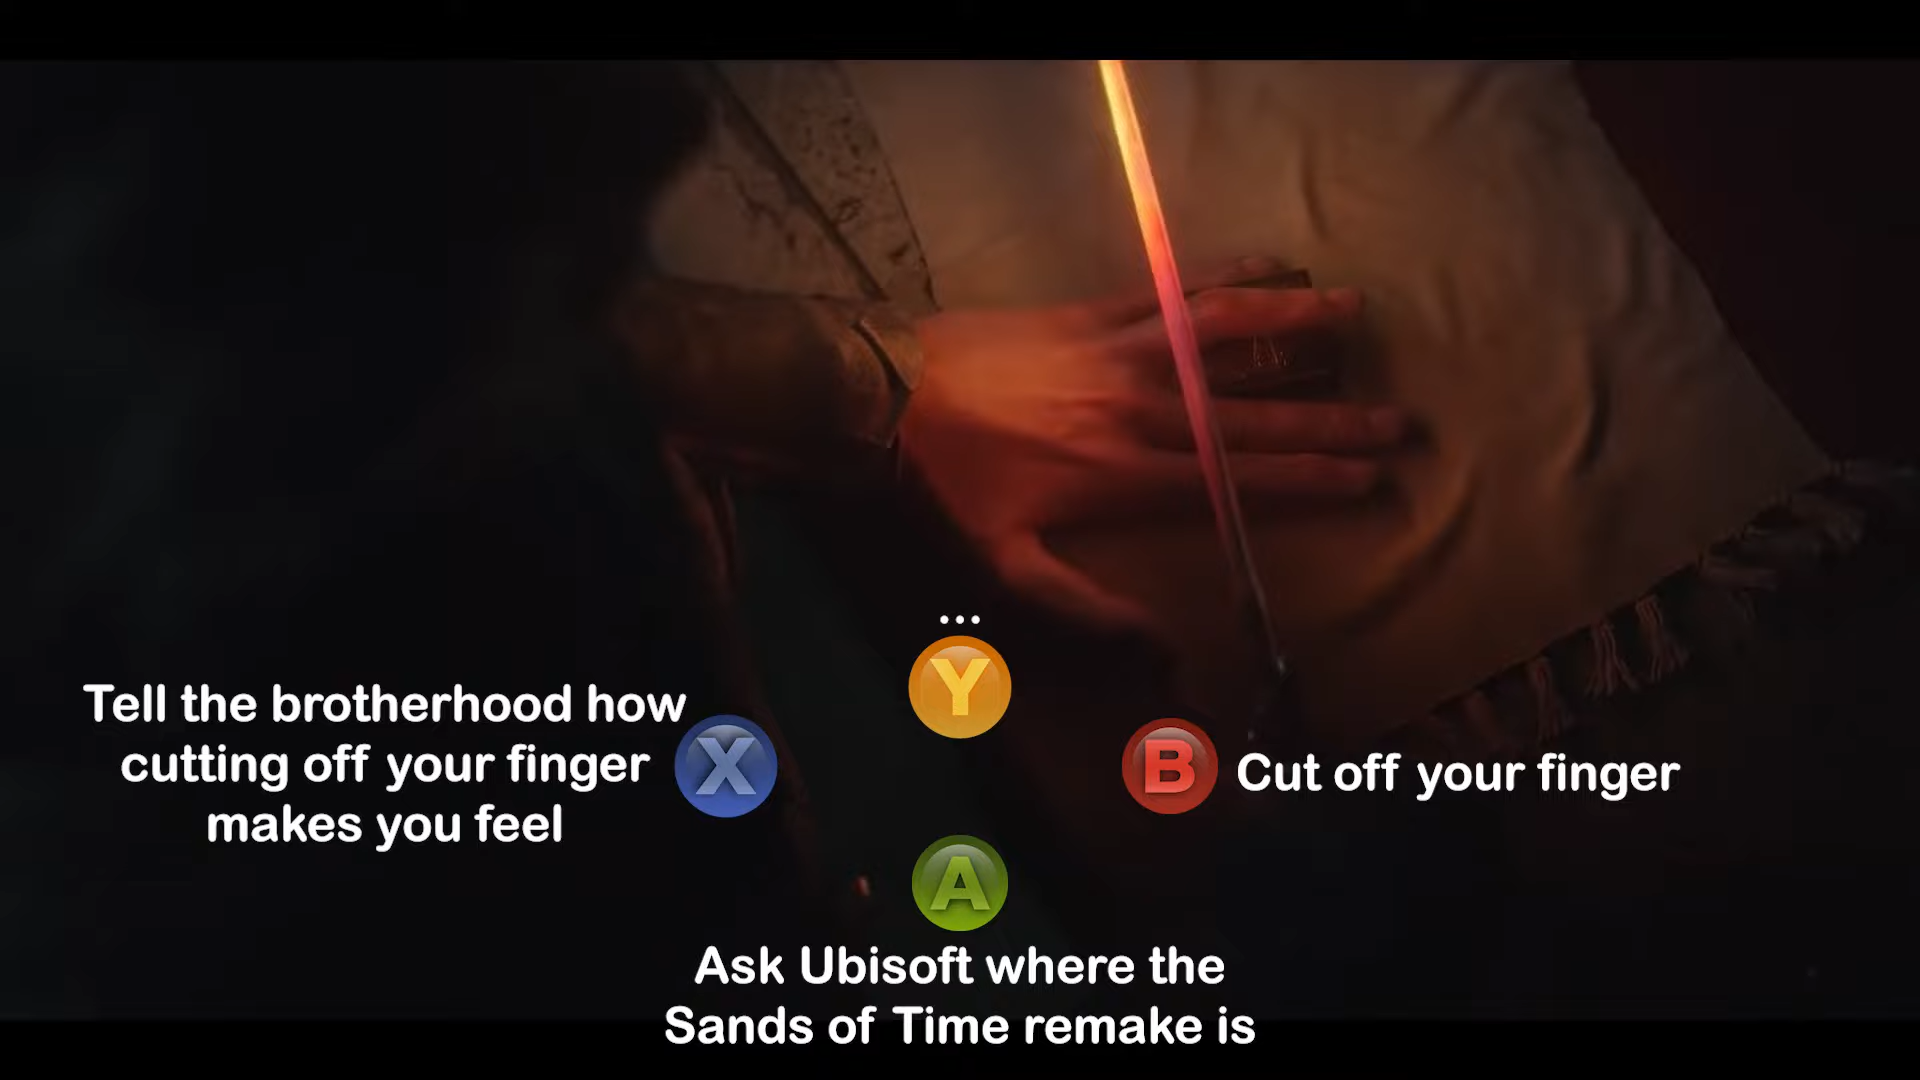 ...
Y
Tell the brotherhood how
cutting off your finger
makes you feel
X
B
Cut off your finger
A
Ask Ubisoft where the
Sands of Time remake is